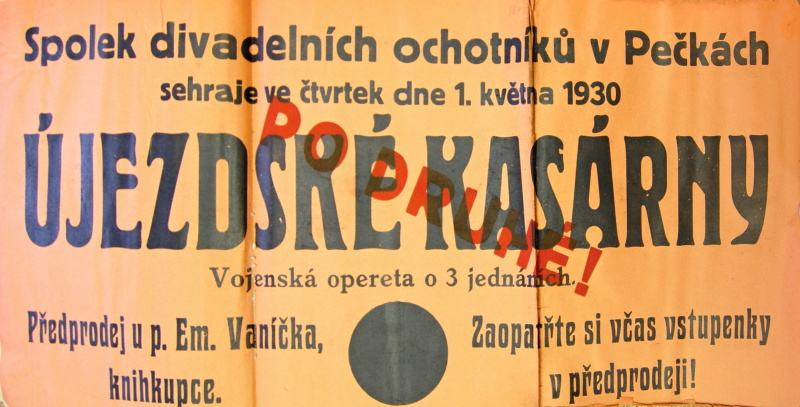 Spolek divadelních ochotníků v Pečkách
sehraje ve čtvrtek dne 1. května 1930
ÚJEZDSKÉ KASÁRNY
PO DRUHÉ!
Vojenská opereta o 3 jednáních.
Předprodej u p. Em. Vaníčka,
knihkupce.
Zaopatřte si včas vstupenky
v předprodeji!